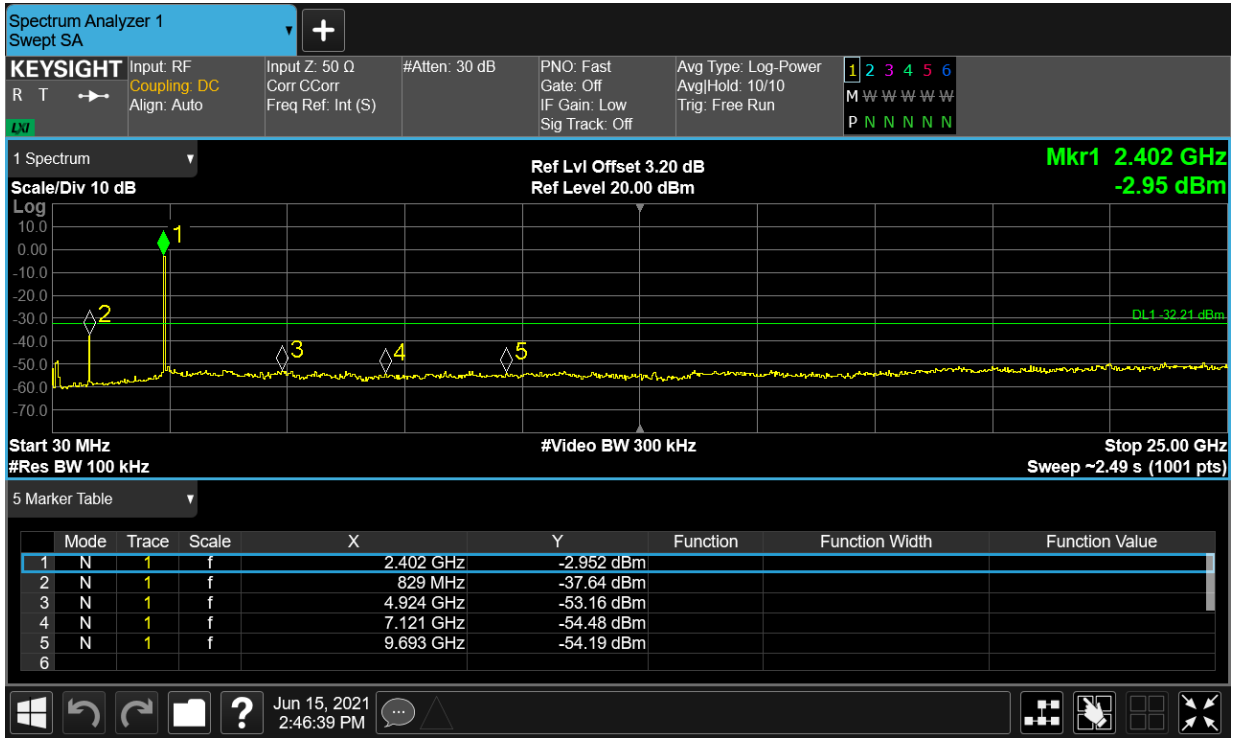 Spectrum Analyzer 1
Swept SA
+
KEYSIGHT
R T
LXI
Input: RF
Coupling: DC
Align: Auto
Input Z: 50 Ω
Corr CCorr
Freq Ref: Int (S)
#Atten: 30 dB
PNO: Fast
Gate: Off
IF Gain: Low
Sig Track: Off
Avg Type: Log-Power
Avg|Hold: 10/10
Trig: Free Run
1 2 3 4 5 6
M W W W W W
P N N N N N
1 Spectrum
Ref Lvl Offset 3.20 dB
Mkr1 2.402 GHz
Scale/Div 10 dB
Ref Level 20.00 dBm
-2.95 dBm
Log
10.0
0.00
-10.0
-20.0
-30.0
-40.0
-50.0
-60.0
-70.0
1
2
3
4
5
DL1 -32.21 dBm
Start 30 MHz
#Video BW 300 kHz
Stop 25.00 GHz
#Res BW 100 kHz
Sweep ~2.49 s (1001 pts)
5 Marker Table
Mode Trace Scale X Y Function Function Width Function Value
1 N 1 f 2.402 GHz -2.952 dBm
2 N 1 f 829 MHz -37.64 dBm
3 N 1 f 4.924 GHz -53.16 dBm
4 N 1 f 7.121 GHz -54.48 dBm
5 N 1 f 9.693 GHz -54.19 dBm
6
?
Jun 15, 2021
2:46:39 PM